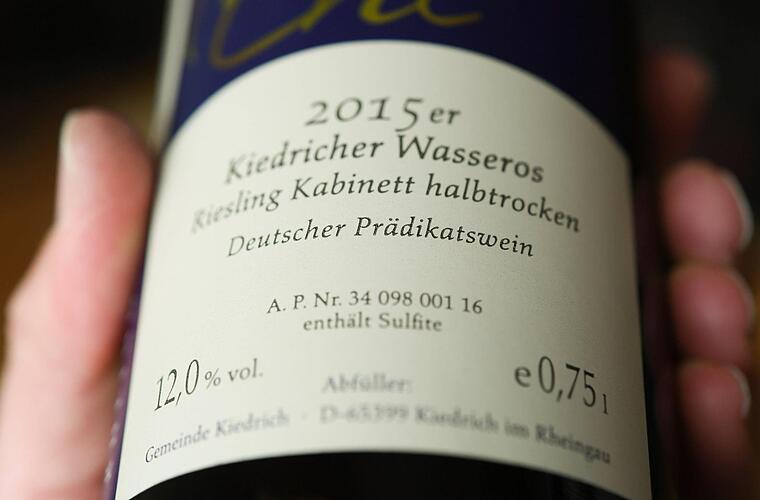 2015er
Kiedricher Wasseros
Riesling Kabinett halbtrocken
Deutscher Prädikatswein
A. P. Nr. 34 098 001 16
enthält Sulfite
12,0 % vol.
Abfüller:
e 0,75 l
Gemeinde Kiedrich · D-65399 Kiedrich im Rheingau